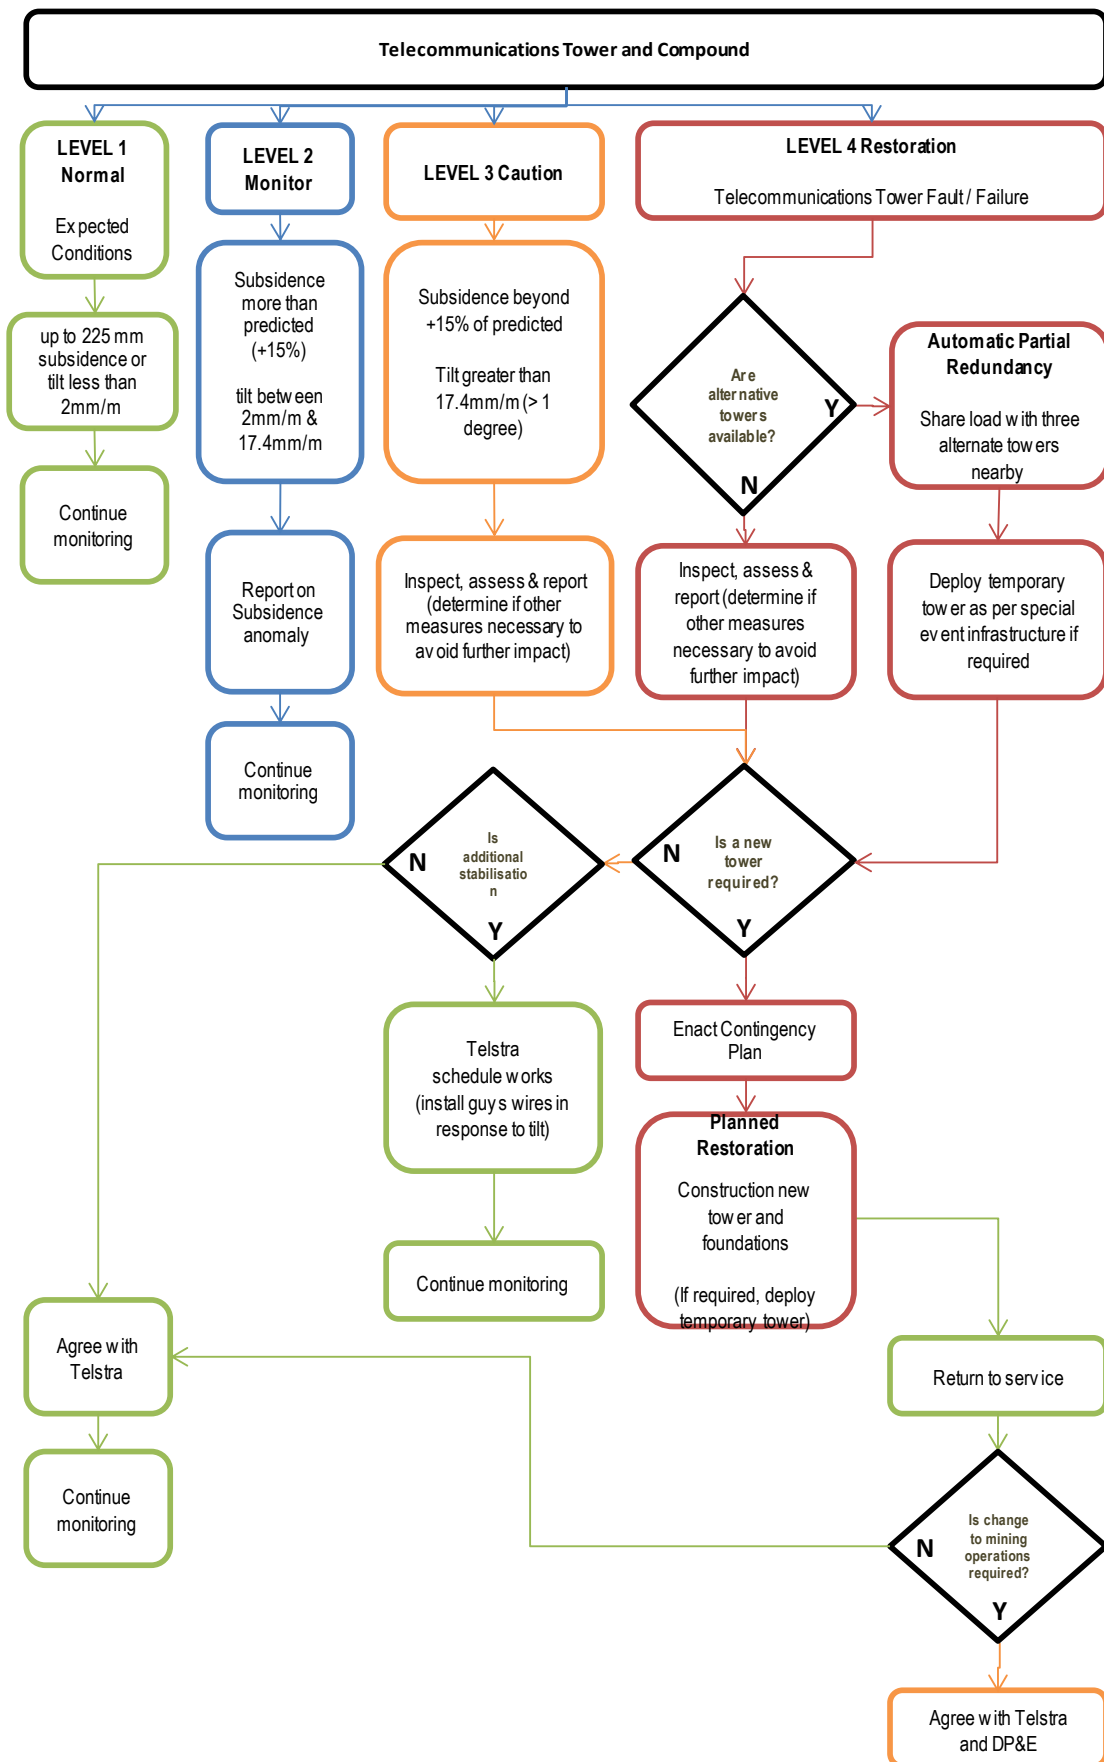 Telecommunications Tower and Compound
LEVEL 1
Normal
Expected
Conditions
up to 225 mm
subsidence or
tilt less than
2mm/m
Continue
monitoring
LEVEL 2
Monitor
Subsidence
more than
predicted
(+15%)
tilt between
2mm/m &
17.4mm/m
Report on
Subsidence
anomaly
Continue
monitoring
LEVEL 3 Caution
Subsidence beyond
+15% of predicted
Tilt greater than
17.4mm/m (> 1
degree)
Inspect, assess & report
(determine if other
measures necessary to
avoid further impact)
LEVEL 4 Restoration
Telecommunications Tower Fault / Failure
Are
alternative
towers
available?
Y
N
Automatic Partial
Redundancy
Share load with three
alternate towers
nearby
Inspect, assess &
report (determine if
other measures
necessary to avoid
further impact)
Deploy temporary
tower as per special
event infrastructure if
required
Is a new
tower
required?
N
Y
Is
additional
stabilisatio
n
N
Y
Telstra
schedule works
(install guys wires in
response to tilt)
Continue monitoring
Enact Contingency
Plan
Planned
Restoration
Construction new
tower and
foundations
(If required, deploy
temporary tower)
Agree with
Telstra
Continue
monitoring
Return to service
Is change
to mining
operations
required?
N
Y
Agree with Telstra
and DP&E